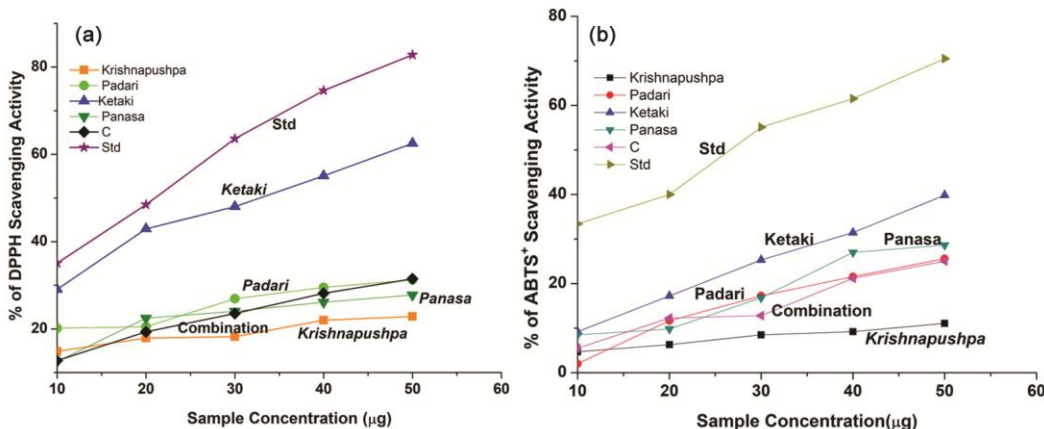 (a)
% of DPPH Scavenging Activity
80
60
40
20
Krishnapushpa
Padari
Ketaki
Panasa
C
Std
Std
Ketaki
Padari
Panasa
Combination
Krishnapushpa
10 20 30 40 50 60
Sample Concentration (μg)
(b)
% of ABTS+ Scavenging Activity
80
60
40
20
0
Krishnapushpa
Padari
Ketaki
Panasa
C
Std
Std
Ketaki
Panasa
Padari
Combination
Krishnapushpa
10 20 30 40 50 60
Sample Concentration(μg)